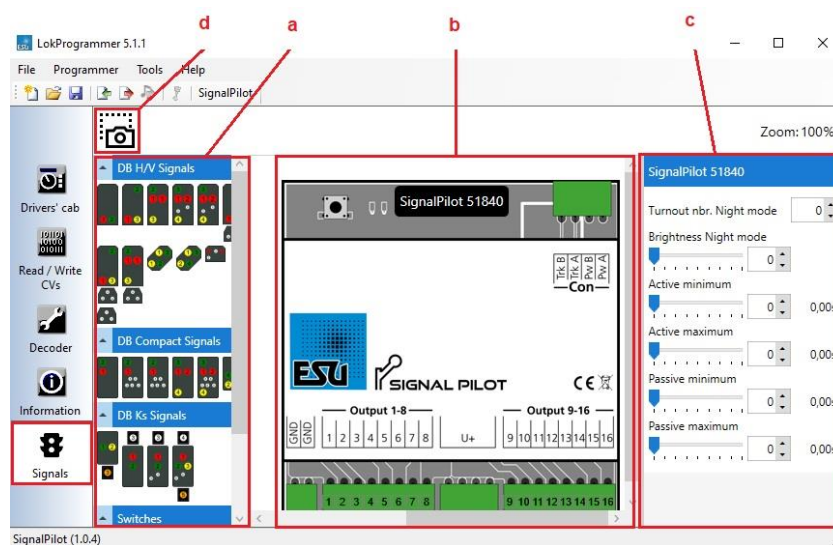 d a b c
LokProgrammer 5.1.1
File Programmer Tools Help
SignalPilot
Zoom: 100%
Drivers' cab
Read / Write
CVs
Decoder
Information
Signals
DB H/V Signals
DB Compact Signals
DB Ks Signals
Switches
SignalPilot 51840
Trk B
Trk A
Pw B
Pw A
Con
ESU
SIGNAL PILOT
CE
Output 1-8
Output 9-16
GND
GND
1 2 3 4 5 6 7 8
U+
9 10 11 12 13 14 15 16
1 2 3 4 5 6 7 8
9 10 11 12 13 14 15 16
SignalPilot 51840
Turnout nbr. Night mode 0
Brightness Night mode
0
Active minimum
0 0,00s
Active maximum
0 0,00s
Passive minimum
0 0,00s
Passive maximum
0 0,00s
SignalPilot (1.0.4)